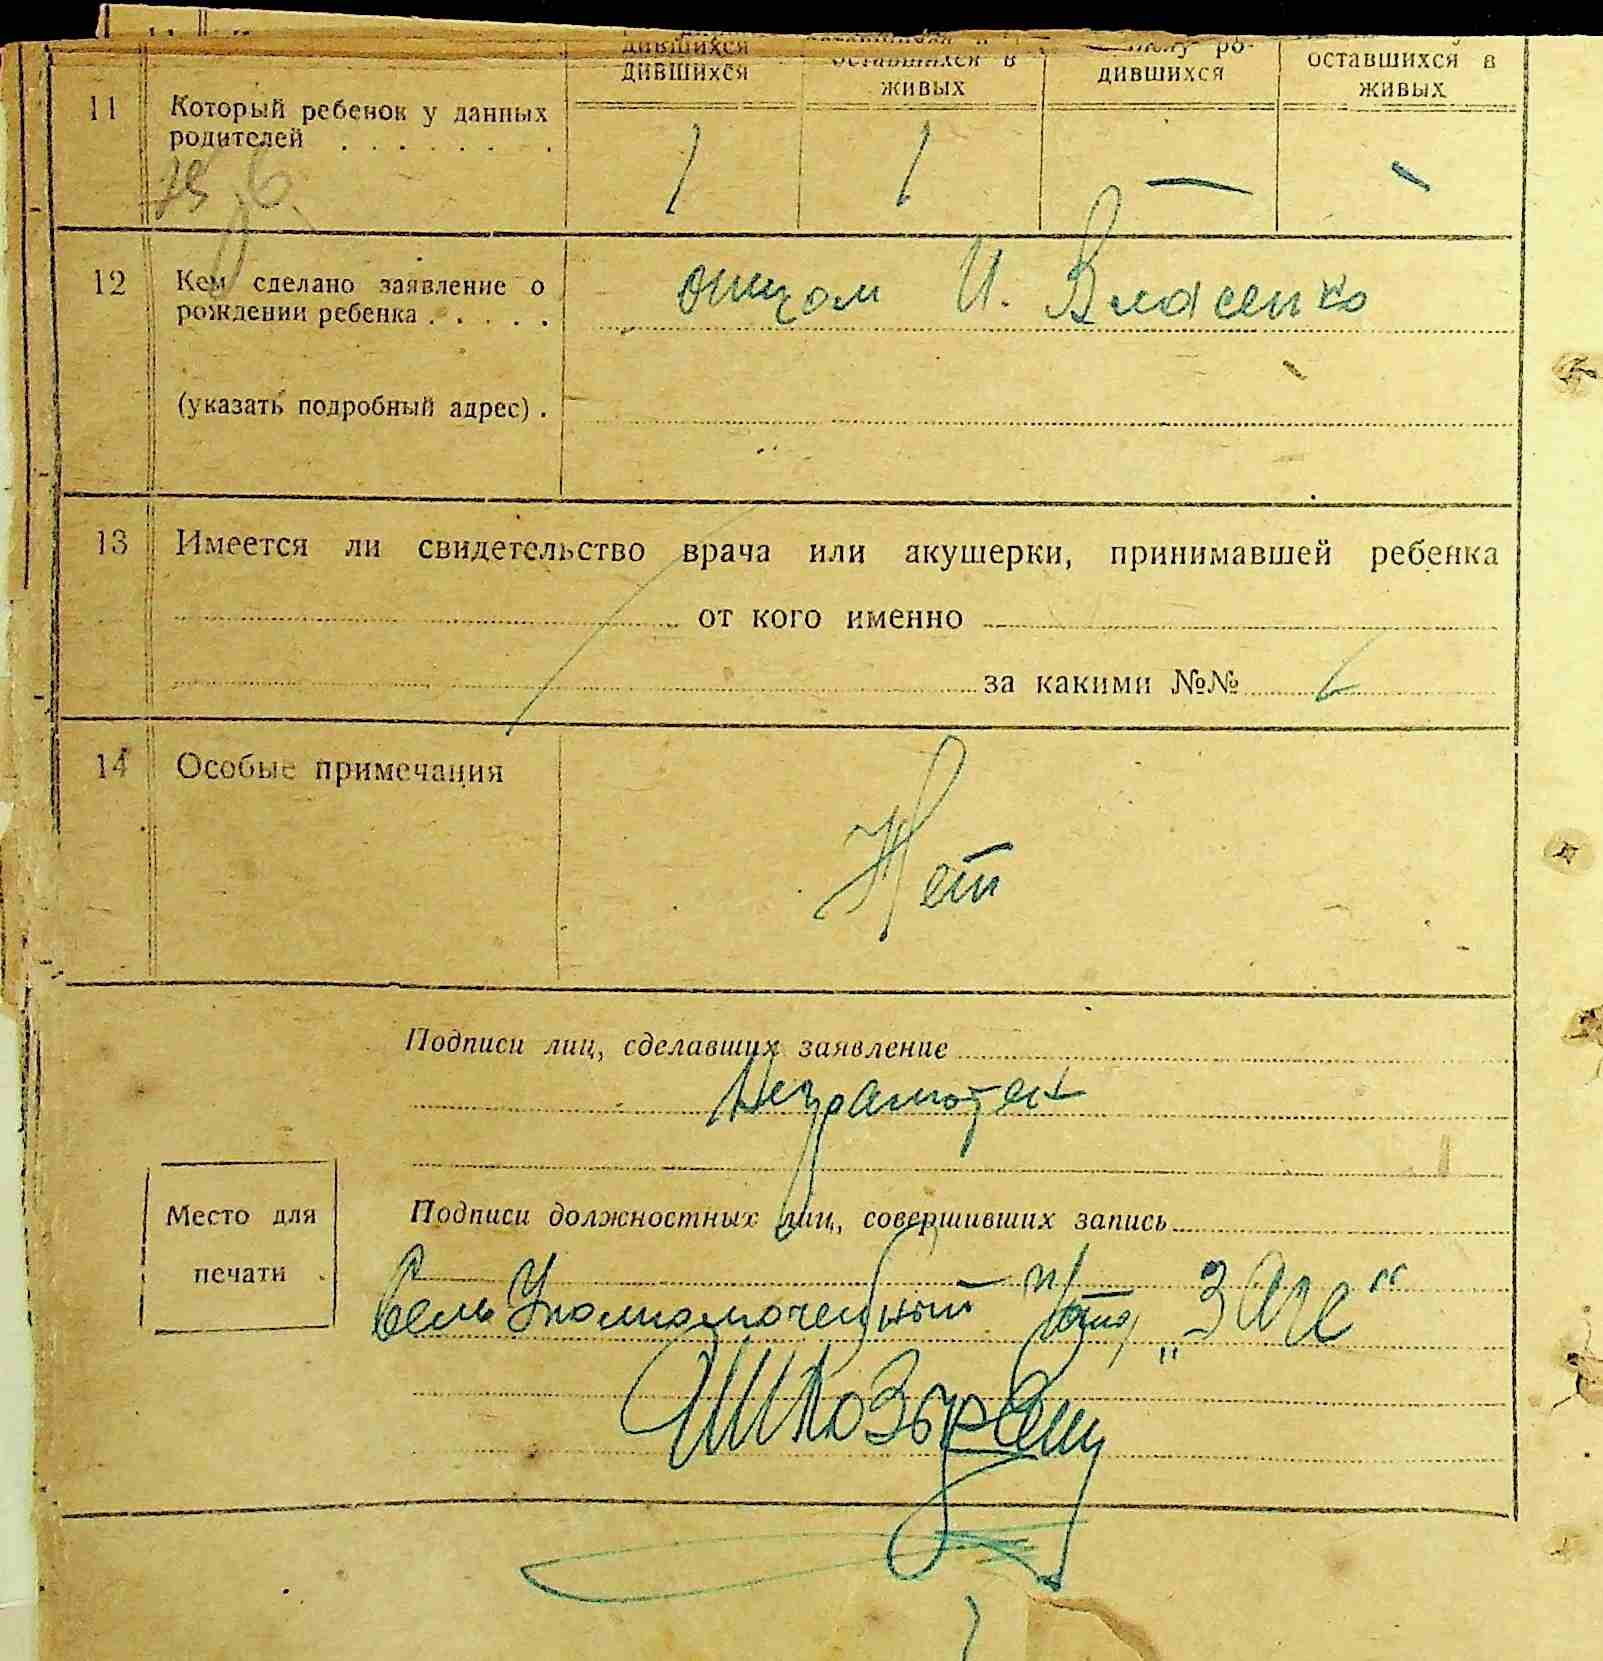 дившихся
дившихся
оставшихся в
живых
ро-
дившихся
оставшихся в
живых
11 Который ребенок у данных
родителей . . . . . . .
1 1 — —
12 Кем сделано заявление о
рождении ребенка . . . . .
отцом И. Власенко
(указать подробный адрес) .
13 Имеется ли свидетельство врача или акушерки, принимавшей ребенка
от кого именно
за какими №№
14 Особые примечания
Нет
Подписи лиц, сделавших заявление
Неграмотен
Место для
печати
Подписи должностных лиц, совершивших запись
Сель Уполномоченный „ЗАГС“